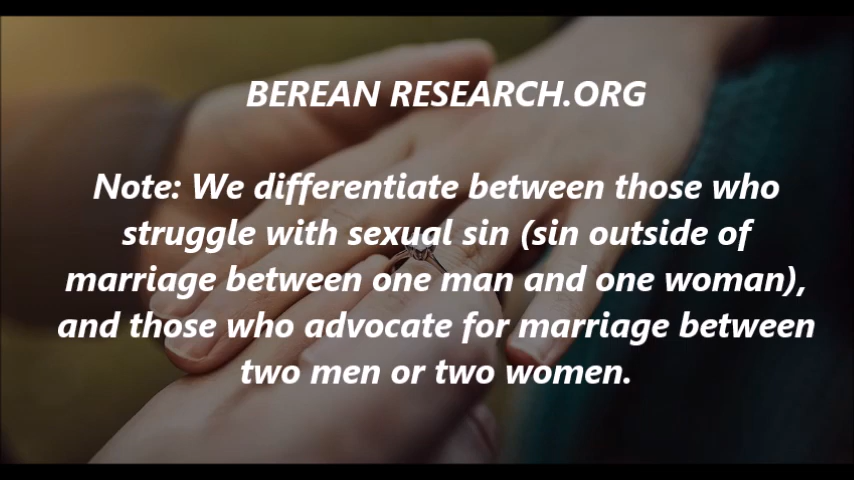 BEREAN RESEARCH.ORG
Note: We differentiate between those who
struggle with sexual sin (sin outside of
marriage between one man and one woman),
and those who advocate for marriage between
two men or two women.